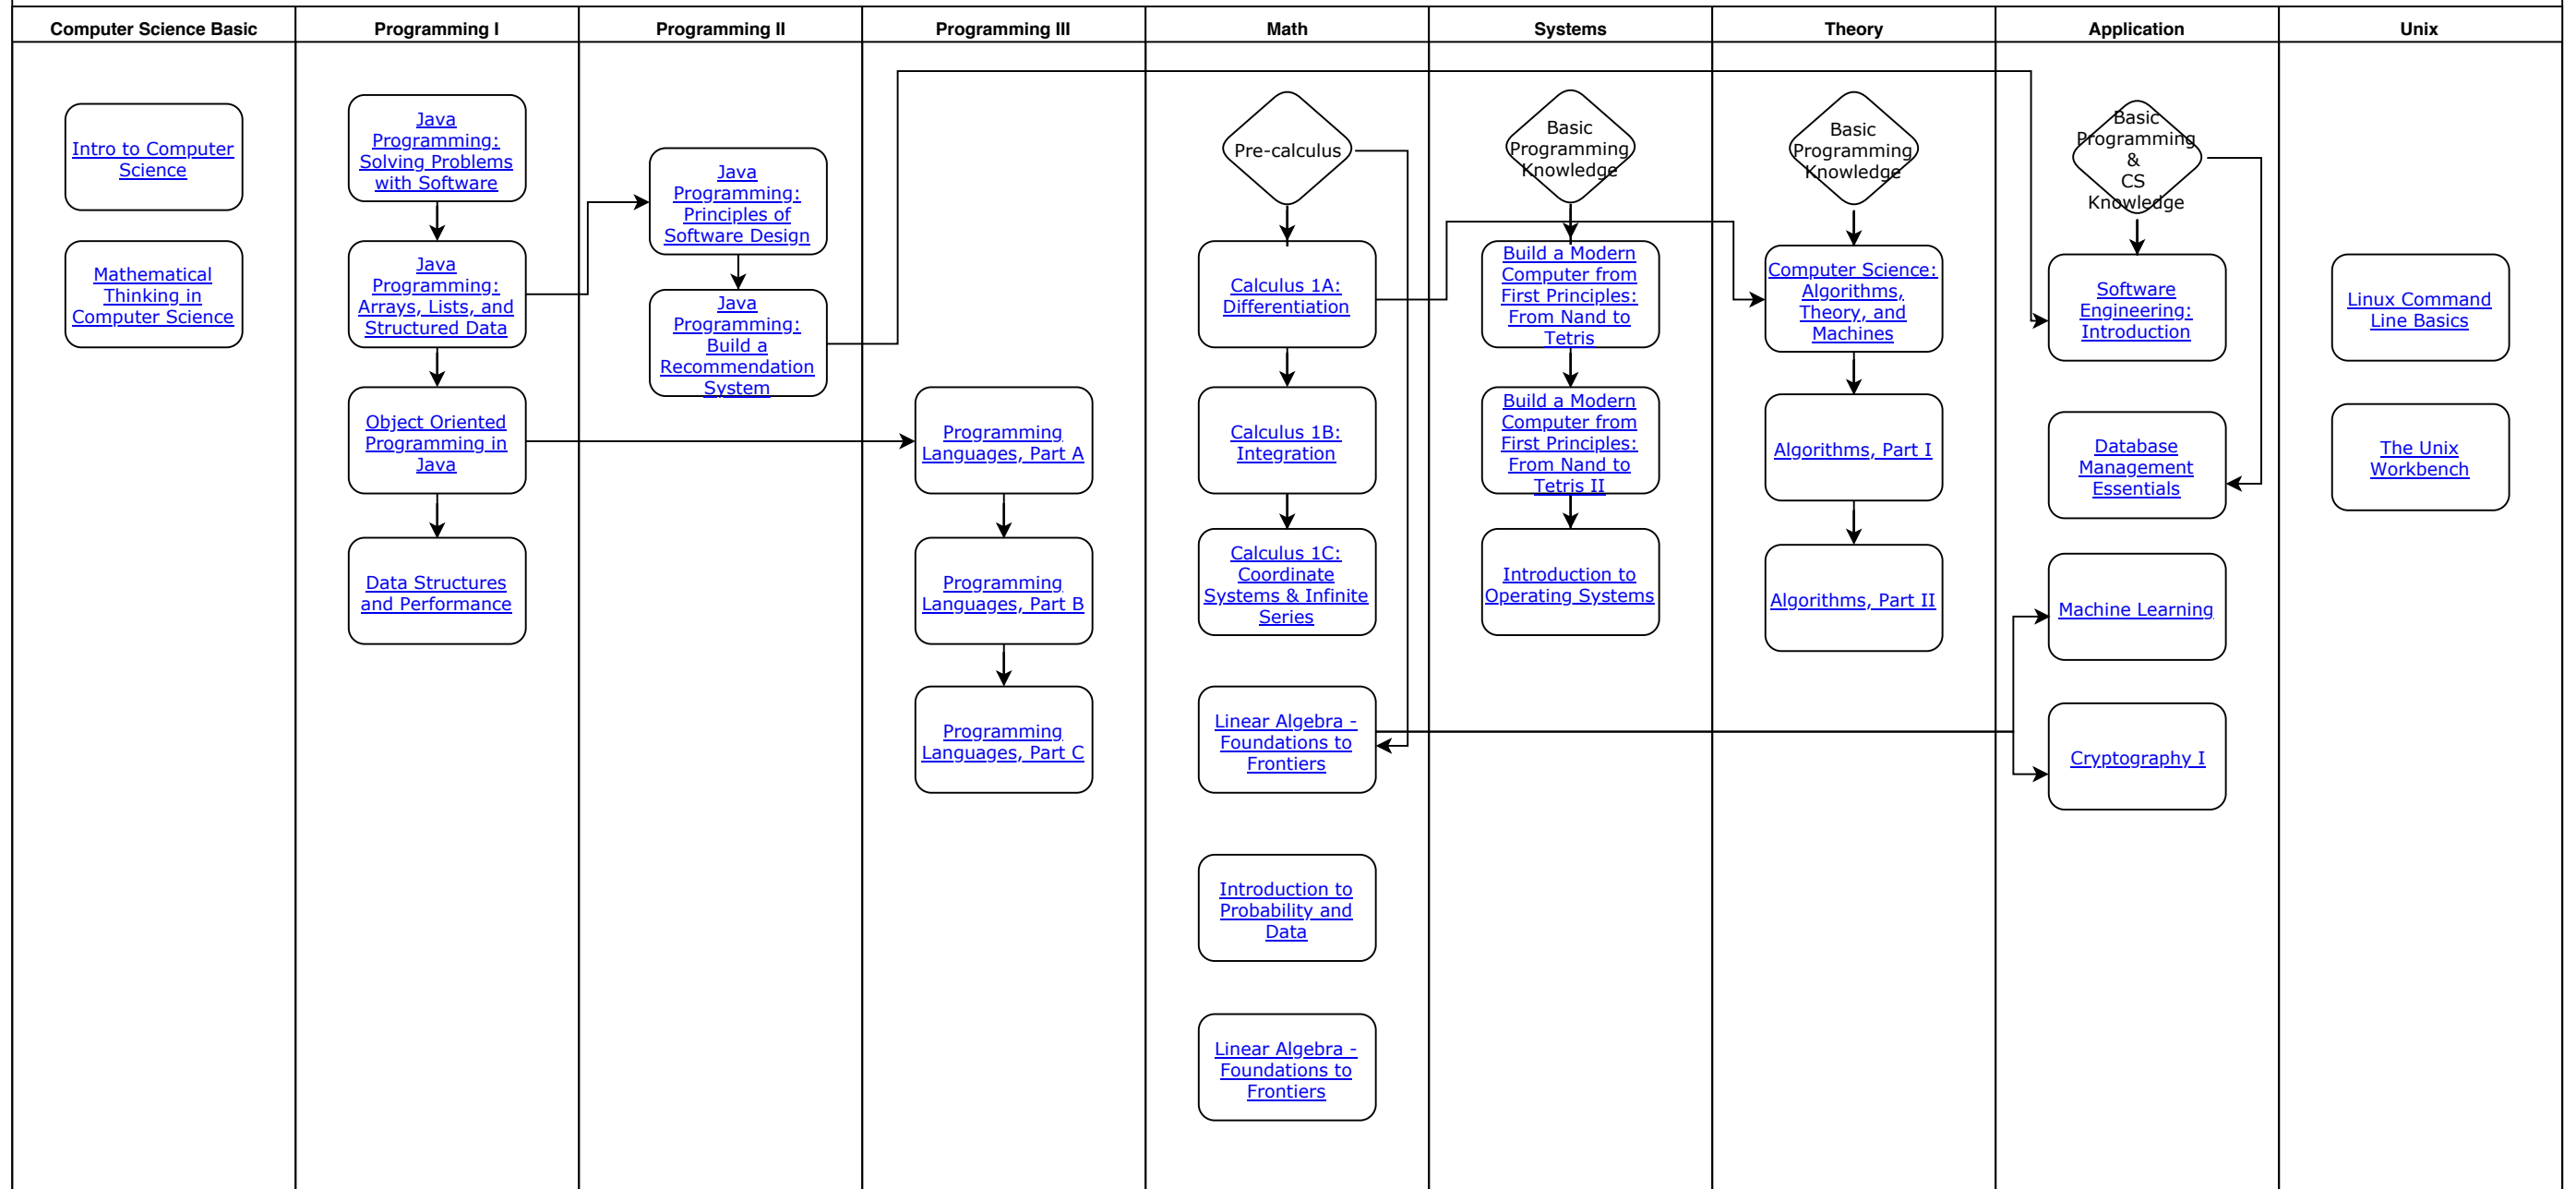 Computer Science Basic
Programming I
Programming II
Programming III
Math
Systems
Theory
Application
Unix
Intro to Computer
Science
Mathematical
Thinking in
Computer Science
Java
Programming:
Solving Problems
with Software
Java
Programming:
Arrays, Lists, and
Structured Data
Object Oriented
Programming in
Java
Data Structures
and Performance
Java
Programming:
Principles of
Software Design
Java
Programming:
Build a
Recommendation
System
Programming
Languages, Part A
Programming
Languages, Part B
Programming
Languages, Part C
Pre-calculus
Calculus 1A:
Differentiation
Calculus 1B:
Integration
Calculus 1C:
Coordinate
Systems & Infinite
Series
Linear Algebra -
Foundations to
Frontiers
Introduction to
Probability and
Data
Linear Algebra -
Foundations to
Frontiers
Basic
Programming
Knowledge
Build a Modern
Computer from
First Principles:
From Nand to
Tetris
Build a Modern
Computer from
First Principles:
From Nand to
Tetris II
Introduction to
Operating Systems
Basic
Programming
Knowledge
Computer Science:
Algorithms,
Theory, and
Machines
Algorithms, Part I
Algorithms, Part II
Basic
Programming
&
CS
Knowledge
Software
Engineering:
Introduction
Database
Management
Essentials
Machine Learning
Cryptography I
Linux Command
Line Basics
The Unix
Workbench